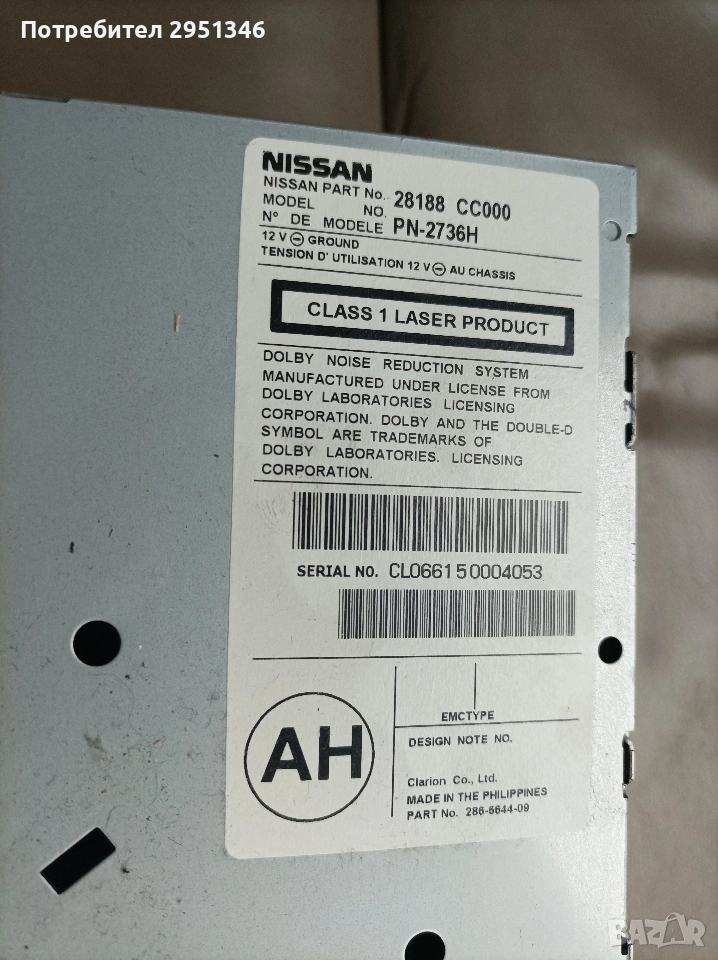 Потребител 2951346
NISSAN
NISSAN PART No. 28188 CC000
MODEL NO.
N° DE MODELE PN-2736H
12 V ⊖ GROUND
TENSION D' UTILISATION 12 V ⊖ AU CHASSIS
CLASS 1 LASER PRODUCT
DOLBY NOISE REDUCTION SYSTEM
MANUFACTURED UNDER LICENSE FROM
DOLBY LABORATORIES LICENSING
CORPORATION. DOLBY AND THE DOUBLE-D
SYMBOL ARE TRADEMARKS OF
DOLBY LABORATORIES. LICENSING
CORPORATION.
SERIAL NO. CL066150004053
AH
EMCTYPE
DESIGN NOTE NO.
Clarion Co., Ltd.
MADE IN THE PHILIPPINES
PART No. 286-6644-09
BAZAR